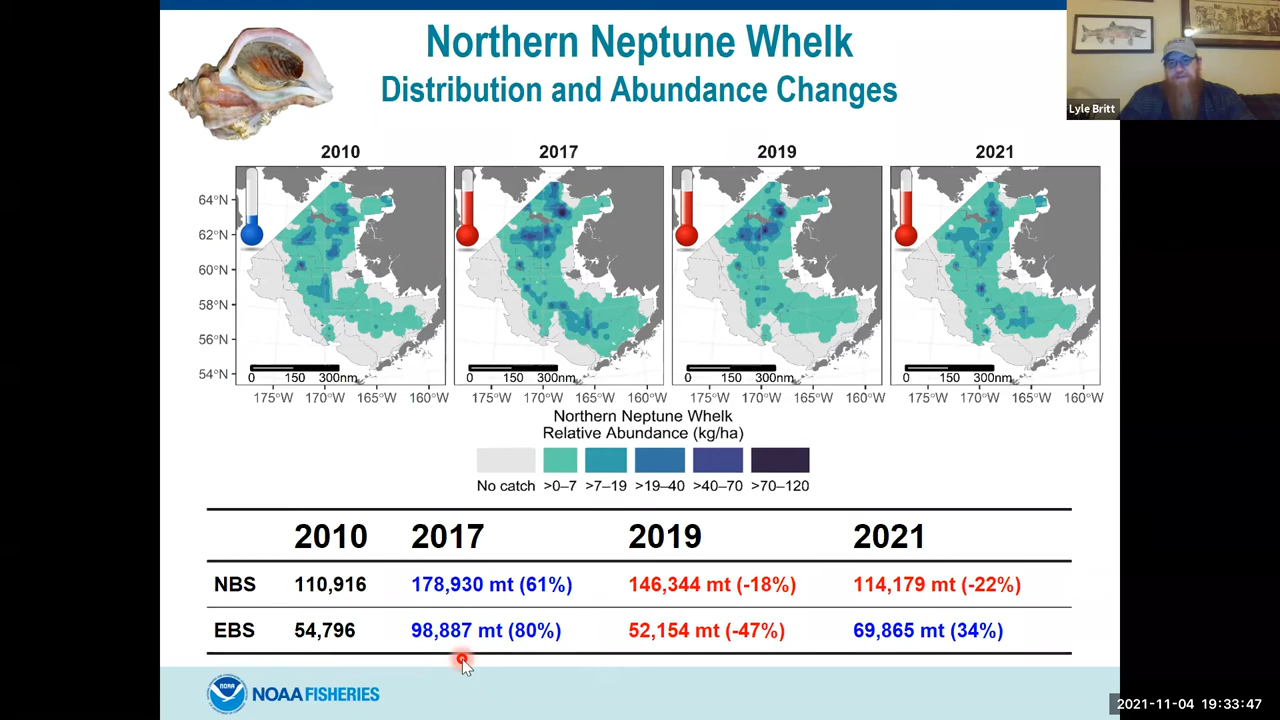 Northern Neptune Whelk
Distribution and Abundance Changes
Lyle Britt
2010 2017 2019 2021
64°N
62°N
60°N
58°N
56°N
54°N
0 150 300nm 0 150 300nm 0 150 300nm 0 150 300nm
175°W 170°W 165°W 160°W 175°W 170°W 165°W 160°W 175°W 170°W 165°W 160°W 175°W 170°W 165°W 160°W
Northern Neptune Whelk
Relative Abundance (kg/ha)
No catch >0–7 >7–19 >19–40 >40–70 >70–120
2010 2017 2019 2021
NBS 110,916 178,930 mt (61%) 146,344 mt (-18%) 114,179 mt (-22%)
EBS 54,796 98,887 mt (80%) 52,154 mt (-47%) 69,865 mt (34%)
NOAA
NOAA FISHERIES
2021-11-04 19:33:47